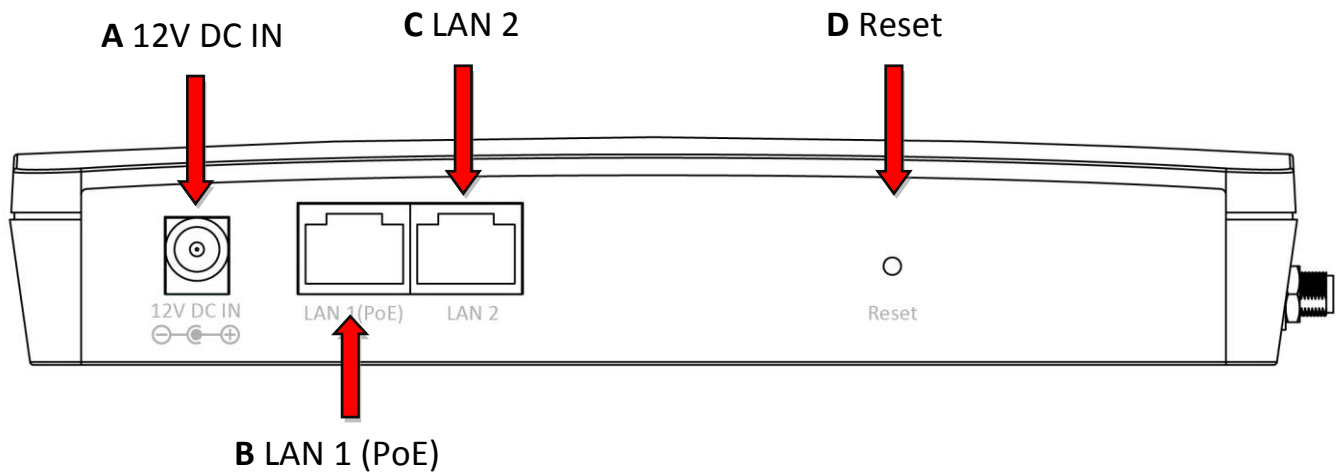 A 12V DC IN
C LAN 2
D Reset
12V DC IN
LAN 1(PoE)
LAN 2
Reset
B LAN 1 (PoE)